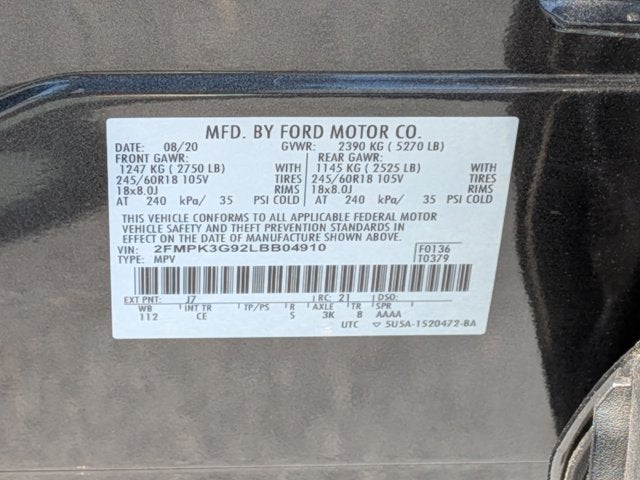 MFD. BY FORD MOTOR CO.
DATE: 08/20 GVWR: 2390 KG ( 5270 LB)
FRONT GAWR: REAR GAWR:
1247 KG ( 2750 LB) WITH 1145 KG ( 2525 LB) WITH
245/60R18 105V TIRES 245/60R18 105V TIRES
18x8.0J RIMS 18x8.0J RIMS
AT 240 kPa/ 35 PSI COLD AT 240 kPa/ 35 PSI COLD
THIS VEHICLE CONFORMS TO ALL APPLICABLE FEDERAL MOTOR
VEHICLE SAFETY AND THEFT PREVENTION STANDARDS IN
EFFECT ON THE DATE OF MANUFACTURE SHOWN ABOVE.
VIN: 2FMPK3G92LBB04910 F0136
TYPE: MPV T0379
EXT PNT: J7 RC: 21 DSO:
WB INT TR TP/PS R AXLE TR SPR
112 CE S 3K 8 AAAA
UTC ▽ 5U5A-1520472-BA